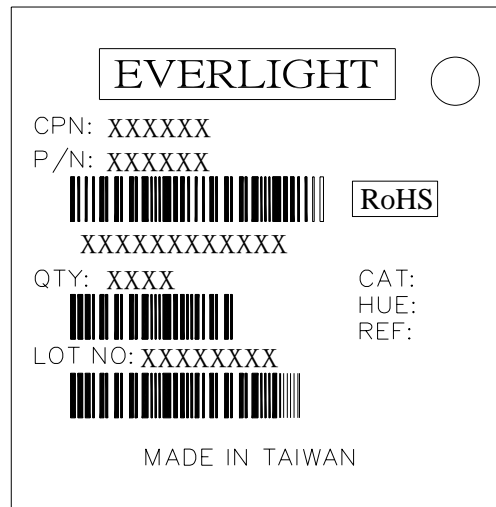 EVERLIGHT
CPN: XXXXXX
P/N: XXXXXX
RoHS
XXXXXXXXXXXX
QTY: XXXX
CAT:
HUE:
REF:
LOT NO: XXXXXXXX
MADE IN TAIWAN